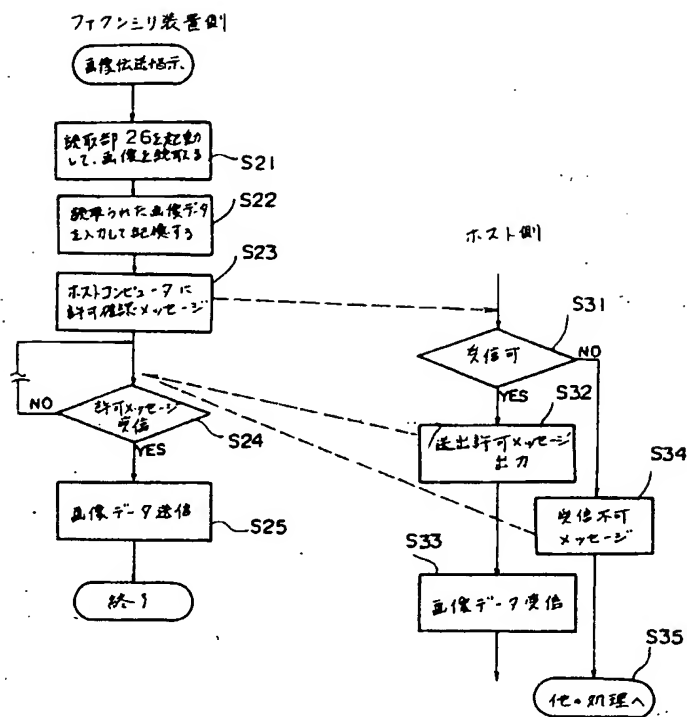 ファクシミリ装置側
画像伝送指示
読取部26を起動
して、画像を読取る
S21
S22
読取られた画像データ
を入力して記憶する
S23
ホストコンピュータに
許可確認メッセージ
NO
許可メッセージ
受信
S24
YES
画像データ送信
S25
終了
ホスト側
S31
受信可
NO
YES
S32
送出許可メッセージ
出力
S34
受信不可
メッセージ
S33
画像データ受信
S35
他の処理へ